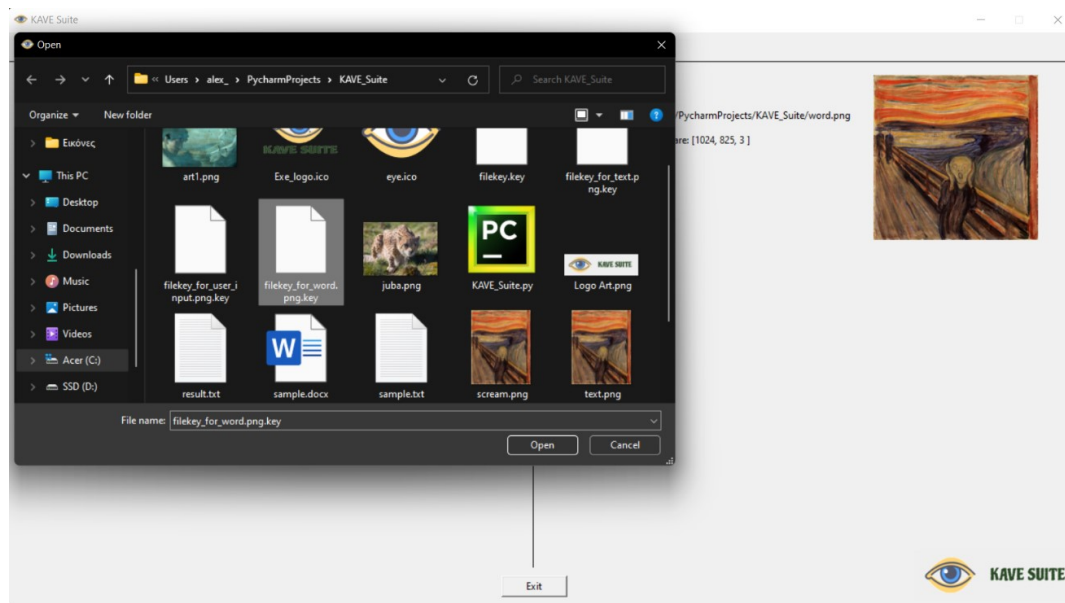 KAVE Suite
Open
« Users › alex_ › PycharmProjects › KAVE_Suite
Search KAVE_Suite
Organize
New folder
Εικόνες
This PC
Desktop
Documents
Downloads
Music
Pictures
Videos
Acer (C:)
SSD (D:)
KAVE SUITE
art1.png
Exe_logo.ico
eye.ico
filekey.key
filekey_for_text.p
ng.key
PC
KAVE SUITE
filekey_for_user_i
nput.png.key
filekey_for_word.
png.key
juba.png
KAVE_Suite.py
Logo Art.png
W
result.txt
sample.docx
sample.txt
scream.png
text.png
File name: filekey_for_word.png.key
Open
Cancel
/PycharmProjects/KAVE_Suite/word.png
are: [1024, 825, 3 ]
Exit
KAVE SUITE